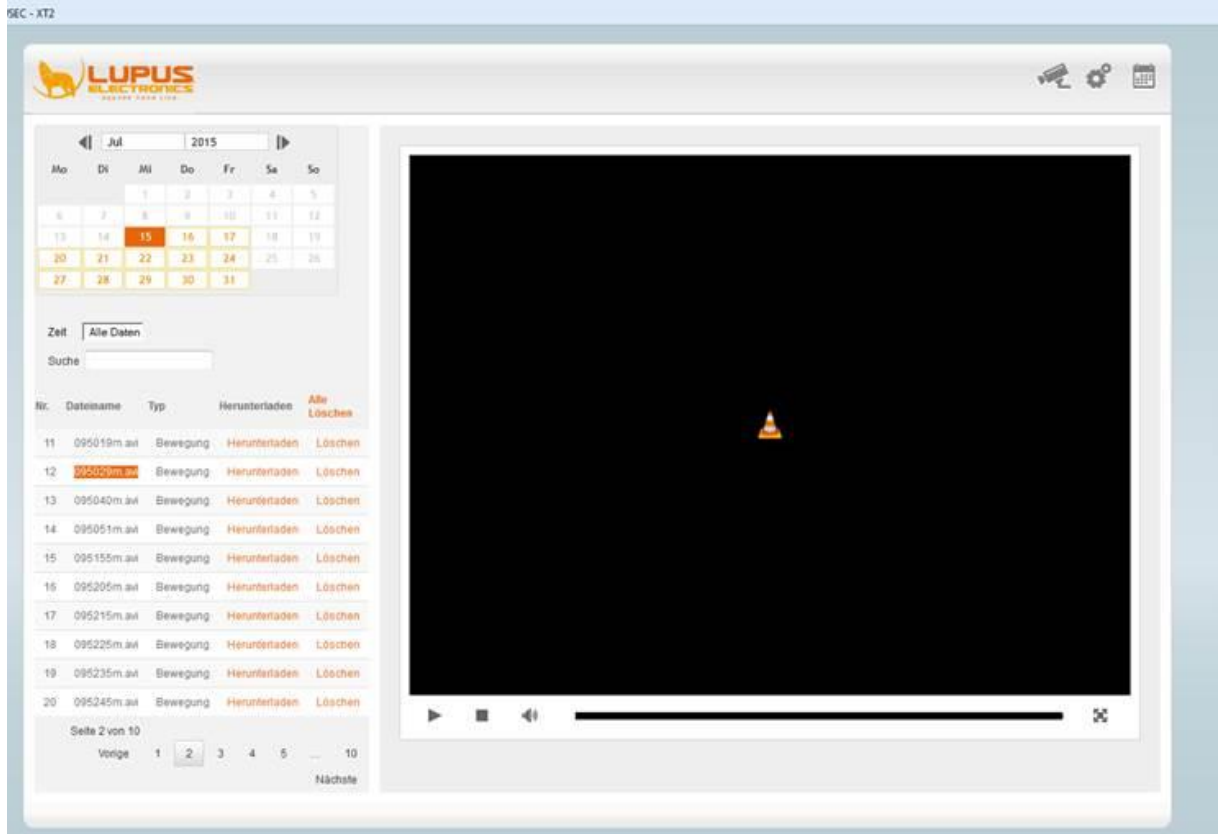 SEC - XT2
LUPUS
ELECTRONICS
Jul 2015
Mo Di Mi Do Fr Sa So
1 2 3 4 5
6 7 8 9 10 11 12
13 14 15 16 17 18 19
20 21 22 23 24 25 26
27 28 29 30 31
Zeit Alle Daten
Suche
Nr. Dateiname Typ Herunterladen Alle Löschen
11 095019m.avi Bewegung Herunterladen Löschen
12 095029m.avi Bewegung Herunterladen Löschen
13 095040m.avi Bewegung Herunterladen Löschen
14 095051m.avi Bewegung Herunterladen Löschen
15 095155m.avi Bewegung Herunterladen Löschen
16 095205m.avi Bewegung Herunterladen Löschen
17 095215m.avi Bewegung Herunterladen Löschen
18 095225m.avi Bewegung Herunterladen Löschen
19 095235m.avi Bewegung Herunterladen Löschen
20 095245m.avi Bewegung Herunterladen Löschen
Seite 2 von 10
Vorige 1 2 3 4 5 ... 10
Nächste